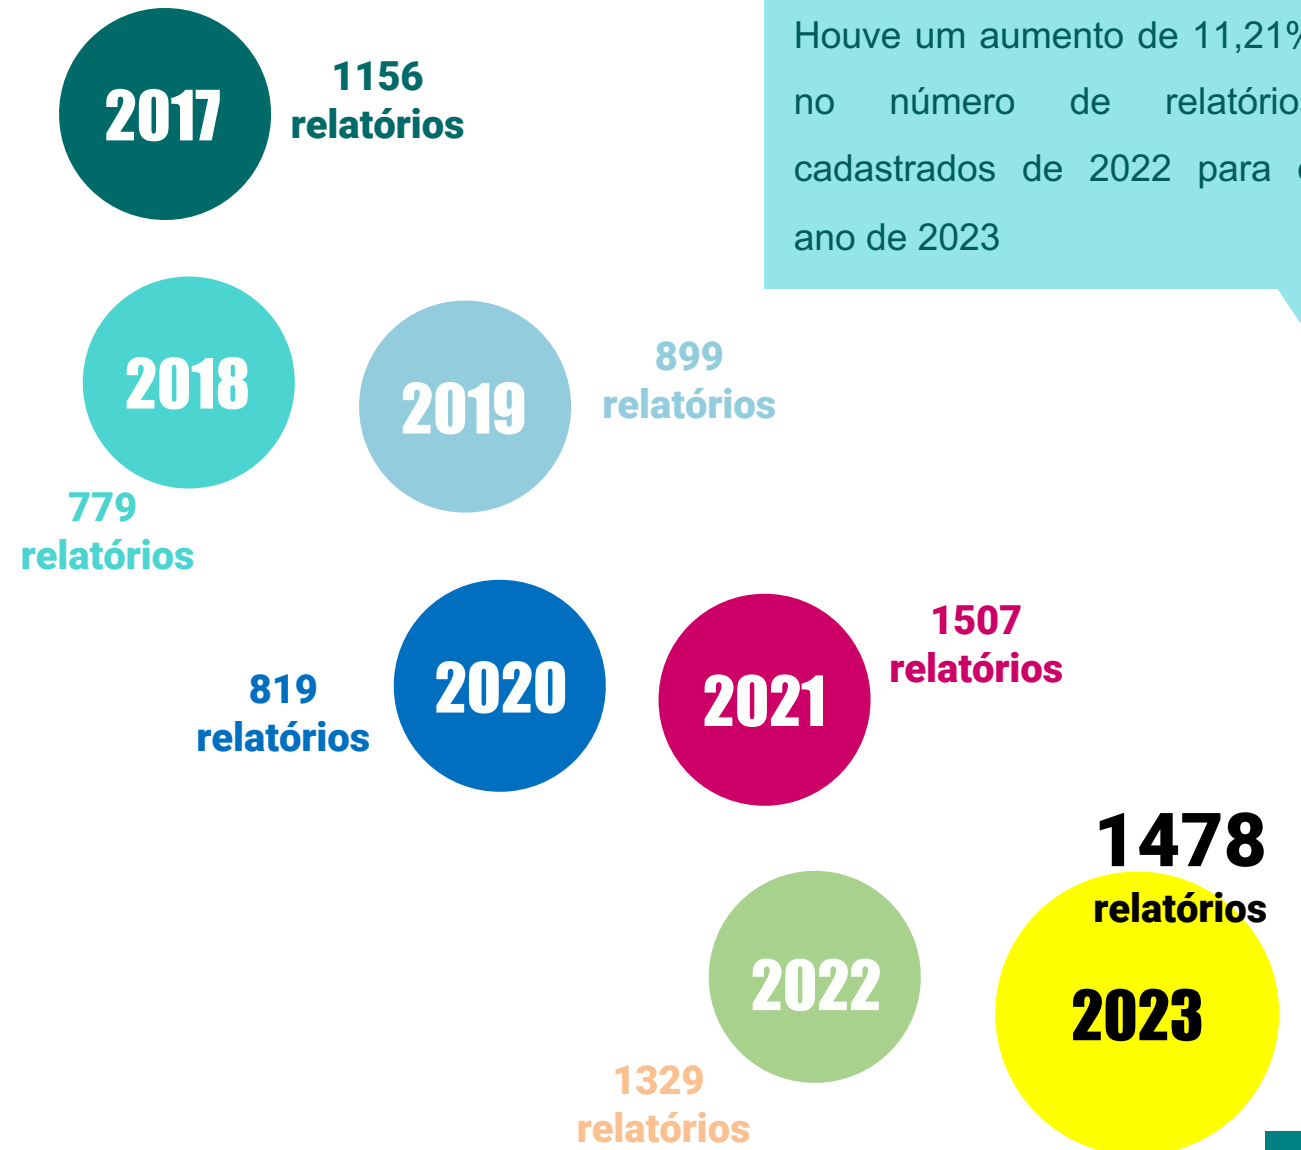 2017
1156
relatórios
Houve um aumento de 11,21%
no número de relatórios
cadastrados de 2022 para
ano de 2023
2018
779
relatórios
2019
899
relatórios
2020
819
relatórios
2021
1507
relatórios
2022
1329
relatórios
1478
relatórios
2023